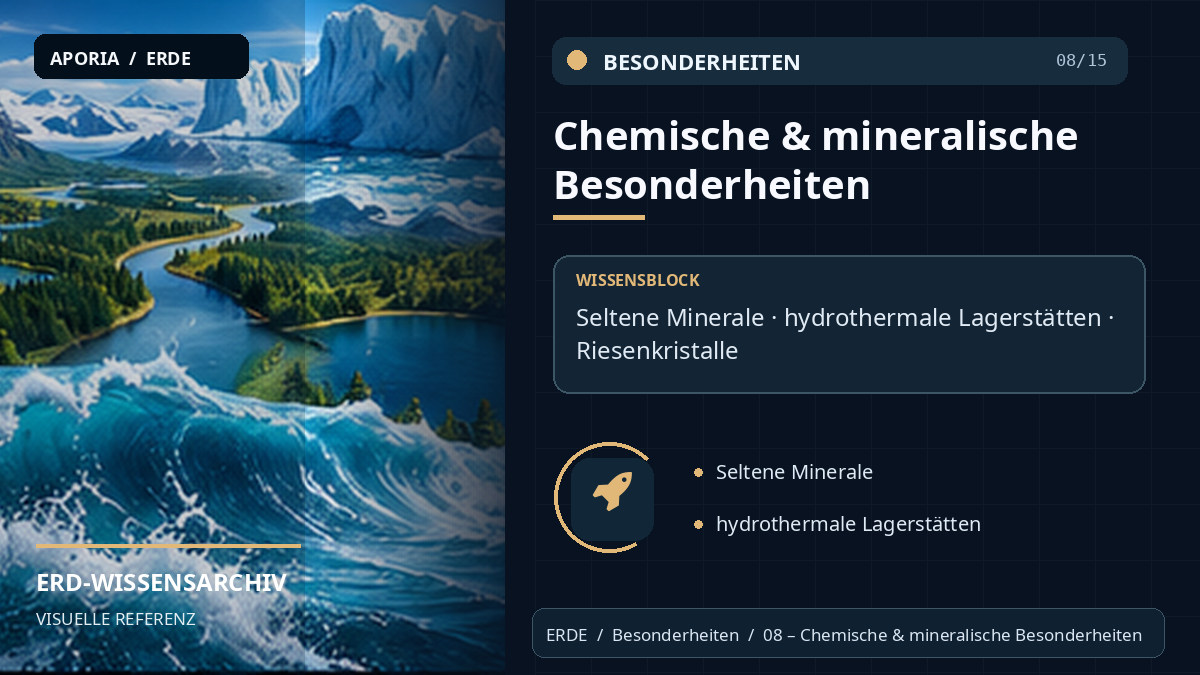 APORIA / ERDE
ERD-WISSENSARCHIV
VISUELLE REFERENZ
BESONDERHEITEN
08/15
Chemische & mineralische
Besonderheiten
WISSENSBLOCK
Seltene Minerale · hydrothermale Lagerstätten ·
Riesenkristalle
Seltene Minerale
hydrothermale Lagerstätten
ERDE / Besonderheiten / 08 – Chemische & mineralische Besonderheiten